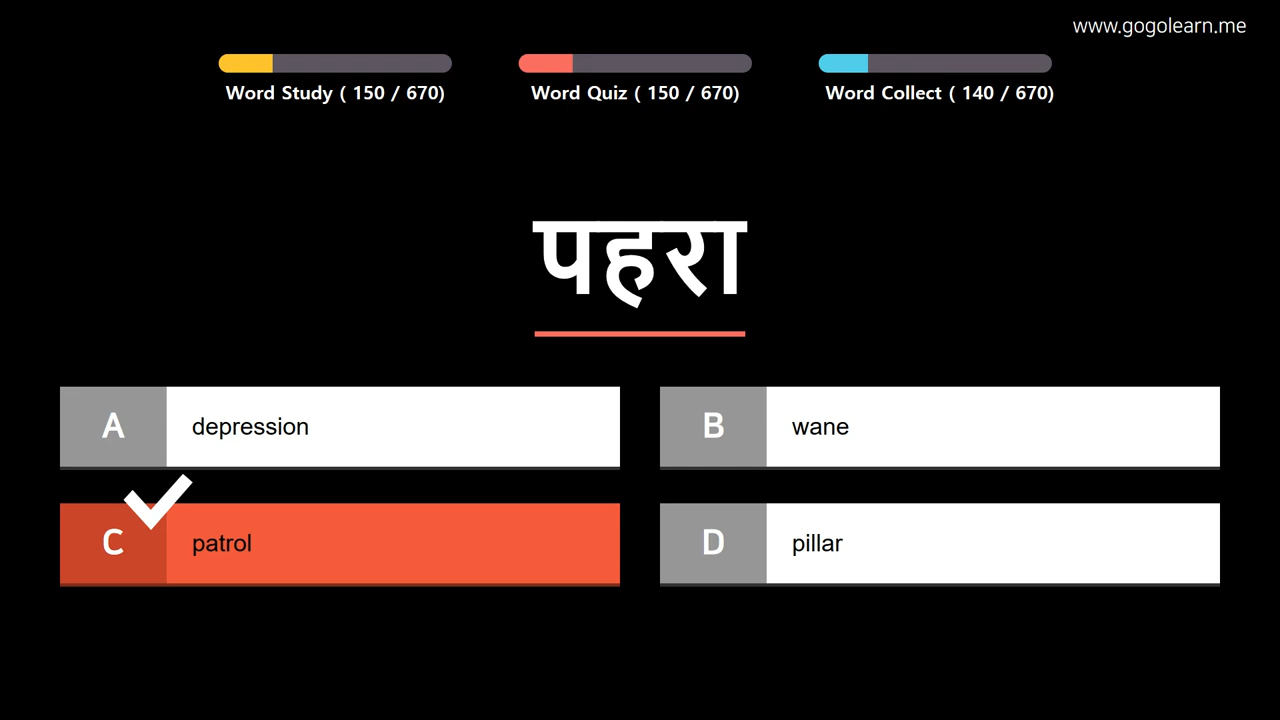 www.gogolearn.me
Word Study ( 150 / 670)
Word Quiz ( 150 / 670)
Word Collect ( 140 / 670)
पहरा
A depression
B wane
C patrol
D pillar